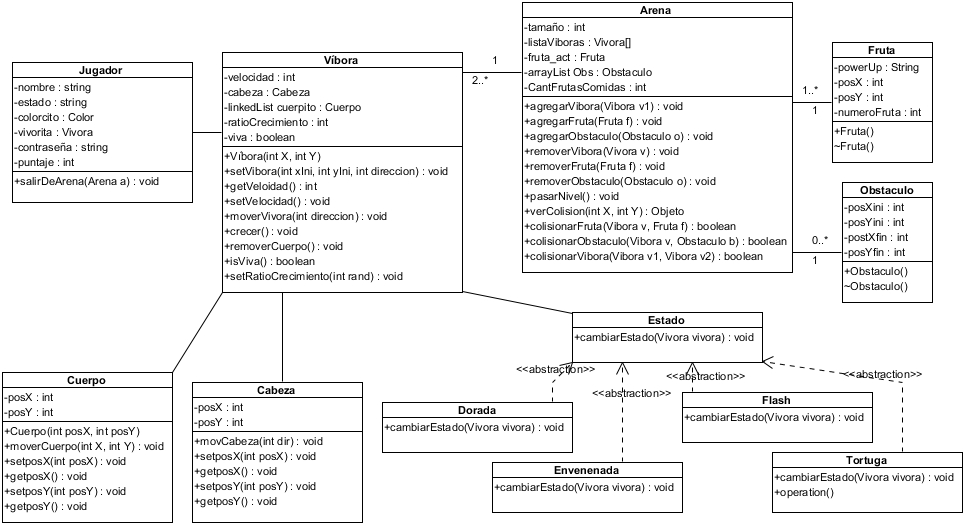 Jugador
-nombre : string
-estado : string
-colorcito : Color
-vivorita : Vivora
-contraseña : string
-puntaje : int
+salirDeArena(Arena a) : void
Víbora
-velocidad : int
-cabeza : Cabeza
-linkedList cuerpito : Cuerpo
-ratioCrecimiento : int
-viva : boolean
+Víbora(int X, int Y)
+setVibora(int xIni, int yIni, int direccion) : void
+getVeloidad() : int
+setVelocidad() : void
+moverVivora(int direccion) : void
+crecer() : void
+removerCuerpo() : void
+isViva() : boolean
+setRatioCrecimiento(int rand) : void
1
2..*
Arena
-tamaño : int
-listaViboras : Vivora[]
-fruta_act : Fruta
-arrayList Obs : Obstaculo
-CantFrutasComidas : int
+agregarVibora(Vibora v1) : void
+agregarFruta(Fruta f) : void
+agregarObstaculo(Obstaculo o) : void
+removerVibora(Vivora v) : void
+removerFruta(Fruta f) : void
+removerObstaculo(Obstaculo o) : void
+pasarNivel() : void
+verColision(int X, int Y) : Objeto
+colisionarFruta(Vibora v, Fruta f) : boolean
+colisionarObstaculo(Vibora v, Obstaculo b) : boolean
+colisionarVibora(Vibora v1, Vibora v2) : boolean
1..*
1
Fruta
-powerUp : String
-posX : int
-posY : int
-numeroFruta : int
+Fruta()
~Fruta()
0..*
1
Obstaculo
-posXini : int
-posYini : int
-postXfin : int
-posYfin : int
+Obstaculo()
~Obstaculo()
Cuerpo
-posX : int
-posY : int
+Cuerpo(int posX, int posY)
+moverCuerpo(int X, int Y) : void
+setposX(int posX) : void
+getposX() : void
+setposY(int posY) : void
+getposY() : void
Cabeza
-posX : int
-posY : int
+movCabeza(int dir) : void
+setposX(int posX) : void
+getposX() : void
+setposY(int posY) : void
+getposY() : void
Estado
+cambiarEstado(Vivora vivora) : void
<<abstraction>>
<<abstraction>>
<<abstraction>>
<<abstraction>>
Dorada
+cambiarEstado(Vivora vivora) : void
Envenenada
+cambiarEstado(Vivora vivora) : void
Flash
+cambiarEstado(Vivora vivora) : void
Tortuga
+cambiarEstado(Vivora vivora) : void
+operation()